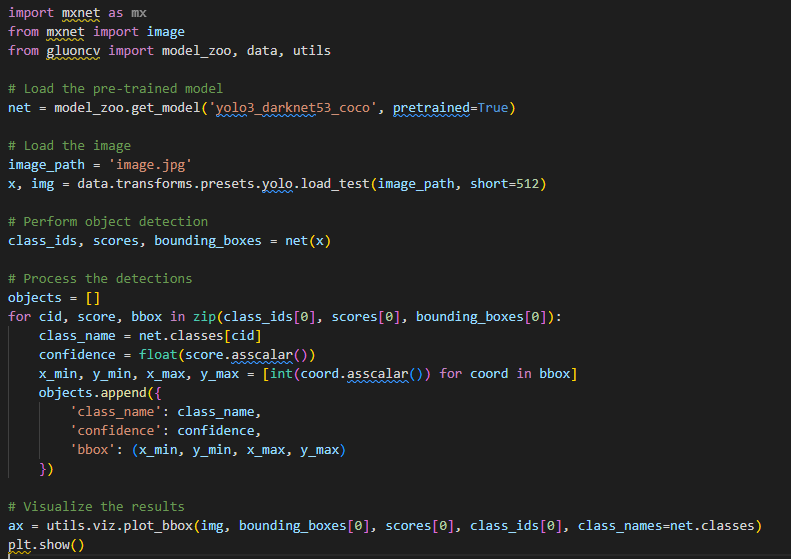 import mxnet as mx
from mxnet import image
from gluoncv import model_zoo, data, utils

# Load the pre-trained model
net = model_zoo.get_model('yolo3_darknet53_coco', pretrained=True)

# Load the image
image_path = 'image.jpg'
x, img = data.transforms.presets.yolo.load_test(image_path, short=512)

# Perform object detection
class_ids, scores, bounding_boxes = net(x)

# Process the detections
objects = []
for cid, score, bbox in zip(class_ids[0], scores[0], bounding_boxes[0]):
    class_name = net.classes[cid]
    confidence = float(score.asscalar())
    x_min, y_min, x_max, y_max = [int(coord.asscalar()) for coord in bbox]
    objects.append({
        'class_name': class_name,
        'confidence': confidence,
        'bbox': (x_min, y_min, x_max, y_max)
    })

# Visualize the results
ax = utils.viz.plot_bbox(img, bounding_boxes[0], scores[0], class_ids[0], class_names=net.classes)
plt.show()